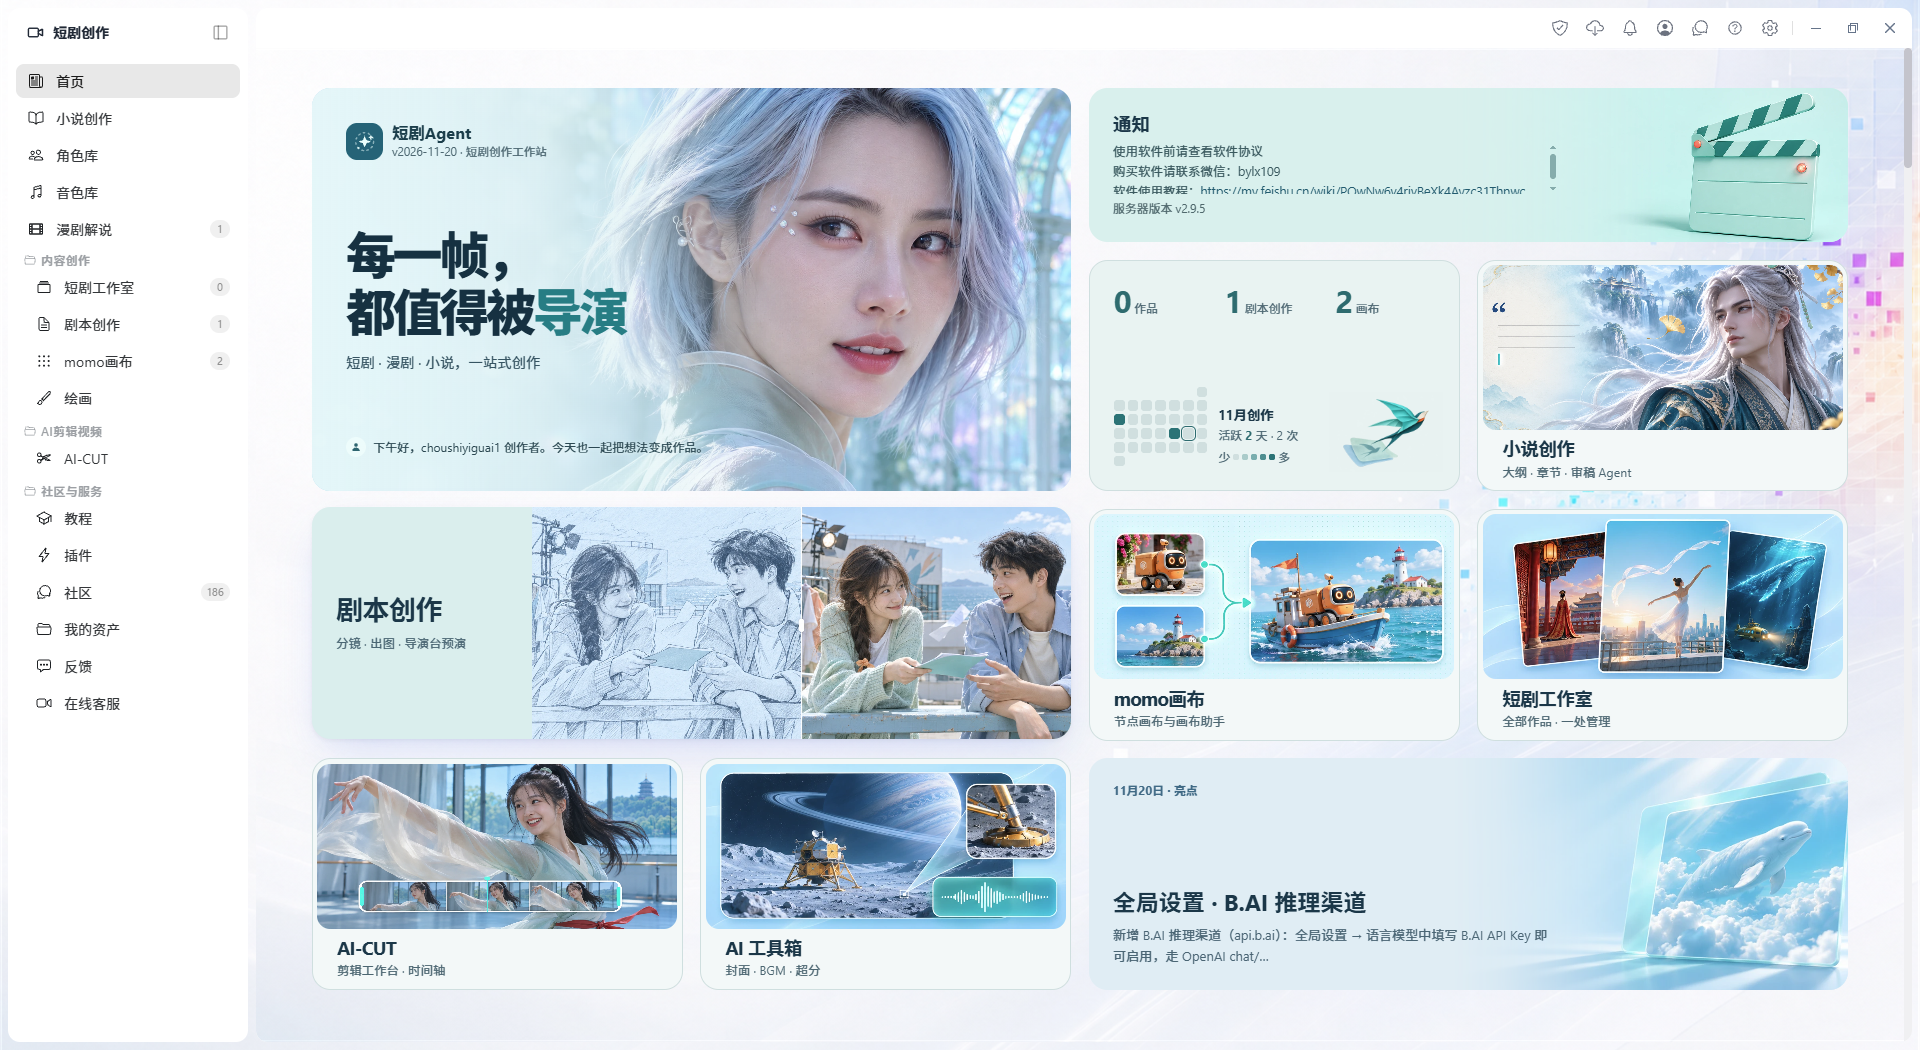 短剧创作
首页
小说创作
角色库
音色库
漫剧解说 1
内容创作
短剧工作室 0
剧本创作 1
momo画布 2
绘画
AI剪辑视频
AI-CUT
社区与服务
教程
插件
社区 186
我的资产
反馈
在线客服
短剧Agent
v2026-11-20 · 短剧创作工作站
每一帧，
都值得被导演
短剧 · 漫剧 · 小说，一站式创作
下午好，choushiyiguai1 创作者。今天也一起把想法变成作品。
通知
使用软件前请查看软件协议
购买软件请联系微信：bylx109
软件使用教程：
服务器版本 v2.9.5
0 作品 1 剧本创作 2 画布
11月创作
活跃 2 天 · 2 次
少 多
小说创作
大纲 · 章节 · 审稿 Agent
剧本创作
分镜 · 出图 · 导演台预演
momo画布
节点画布与画布助手
短剧工作室
全部作品 · 一处管理
AI-CUT
剪辑工作台 · 时间轴
AI 工具箱
封面 · BGM · 超分
11月20日 · 亮点
全局设置 · B.AI 推理渠道
新增 B.AI 推理渠道（api.b.ai）：全局设置 → 语言模型中填写 B.AI API Key 即
可启用，走 OpenAI chat/...